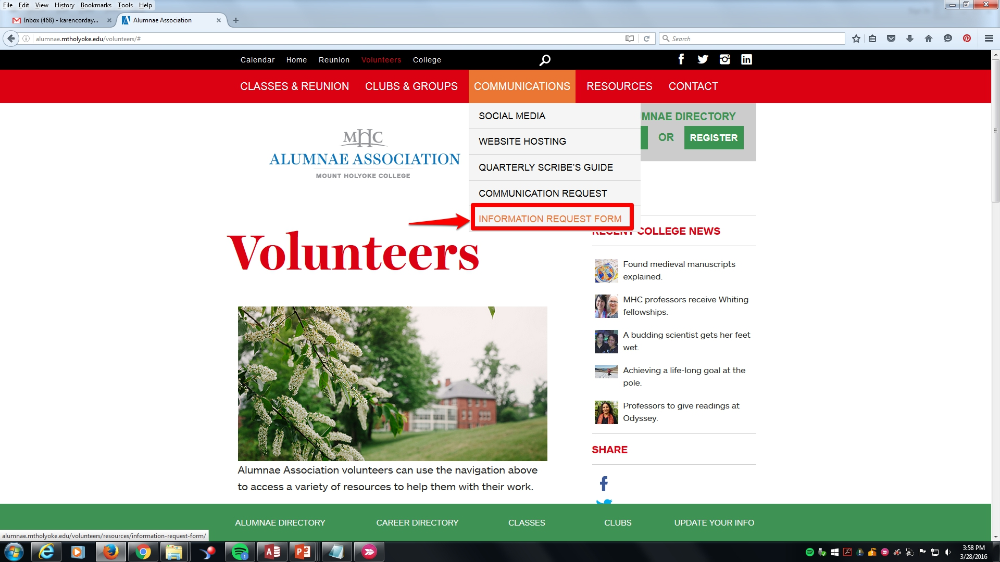 File Edit View History Bookmarks Tools Help
Inbox (468) - karencorday...
Alumnae Association
alumnae.mtholyoke.edu/volunteers/#
Search
Calendar Home Reunion Volunteers College
CLASSES & REUNION CLUBS & GROUPS COMMUNICATIONS RESOURCES CONTACT
SOCIAL MEDIA
WEBSITE HOSTING
QUARTERLY SCRIBE'S GUIDE
COMMUNICATION REQUEST
INFORMATION REQUEST FORM
MNAE DIRECTORY
OR REGISTER
MHC
ALUMNAE ASSOCIATION
MOUNT HOLYOKE COLLEGE
Volunteers
RECENT COLLEGE NEWS
Found medieval manuscripts
explained.
MHC professors receive Whiting
fellowships.
A budding scientist gets her feet
wet.
Achieving a life-long goal at the
pole.
Professors to give readings at
Odyssey.
SHARE
Alumnae Association volunteers can use the navigation above
to access a variety of resources to help them with their work.
ALUMNAE DIRECTORY CAREER DIRECTORY CLASSES CLUBS UPDATE YOUR INFO
alumnae.mtholyoke.edu/volunteers/resources/information-request-form/
3:58 PM
3/28/2016